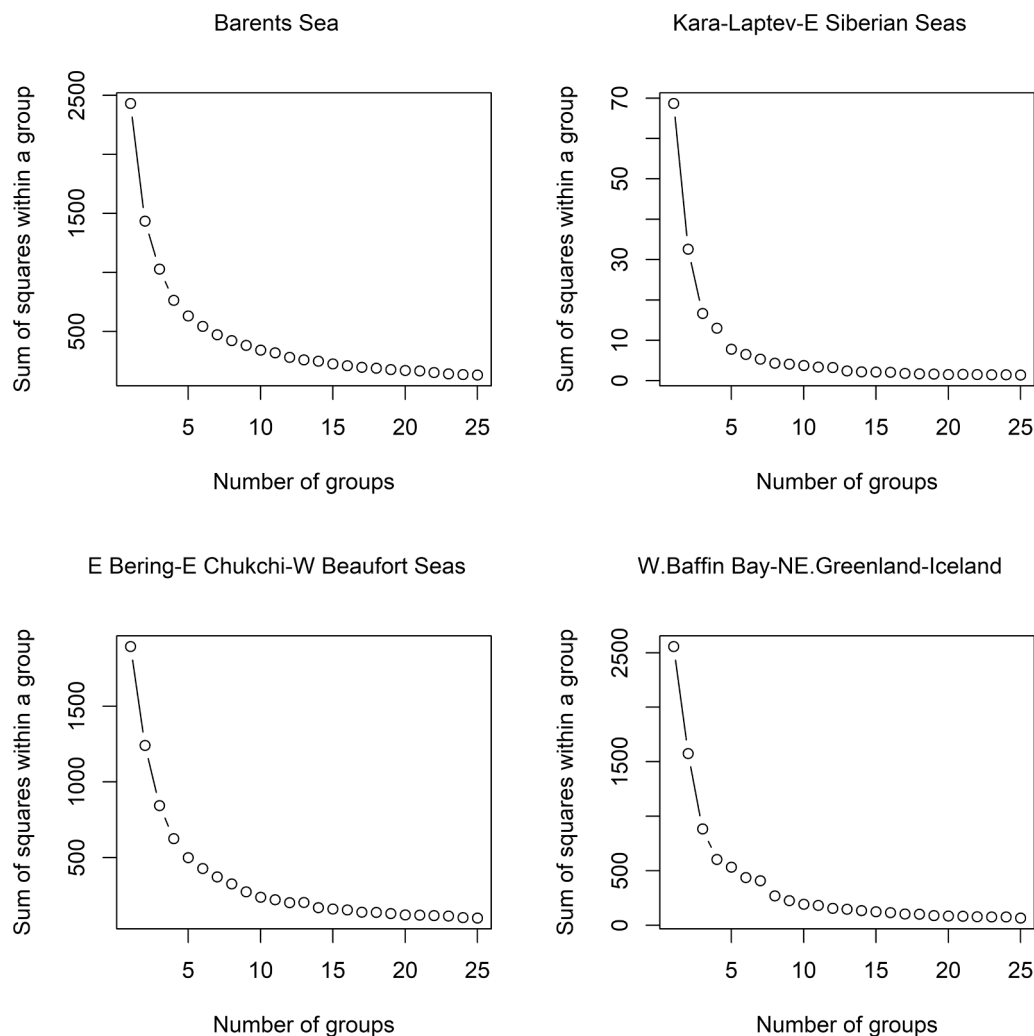 Barents Sea
Sum of squares within a group
2500
1500
500
5 10 15 20 25
Number of groups
Kara-Laptev-E Siberian Seas
Sum of squares within a group
70
50
30
10
0
5 10 15 20 25
Number of groups
E Bering-E Chukchi-W Beaufort Seas
Sum of squares within a group
1500
1000
500
5 10 15 20 25
Number of groups
W.Baffin Bay-NE.Greenland-Iceland
Sum of squares within a group
2500
1500
500
0
5 10 15 20 25
Number of groups